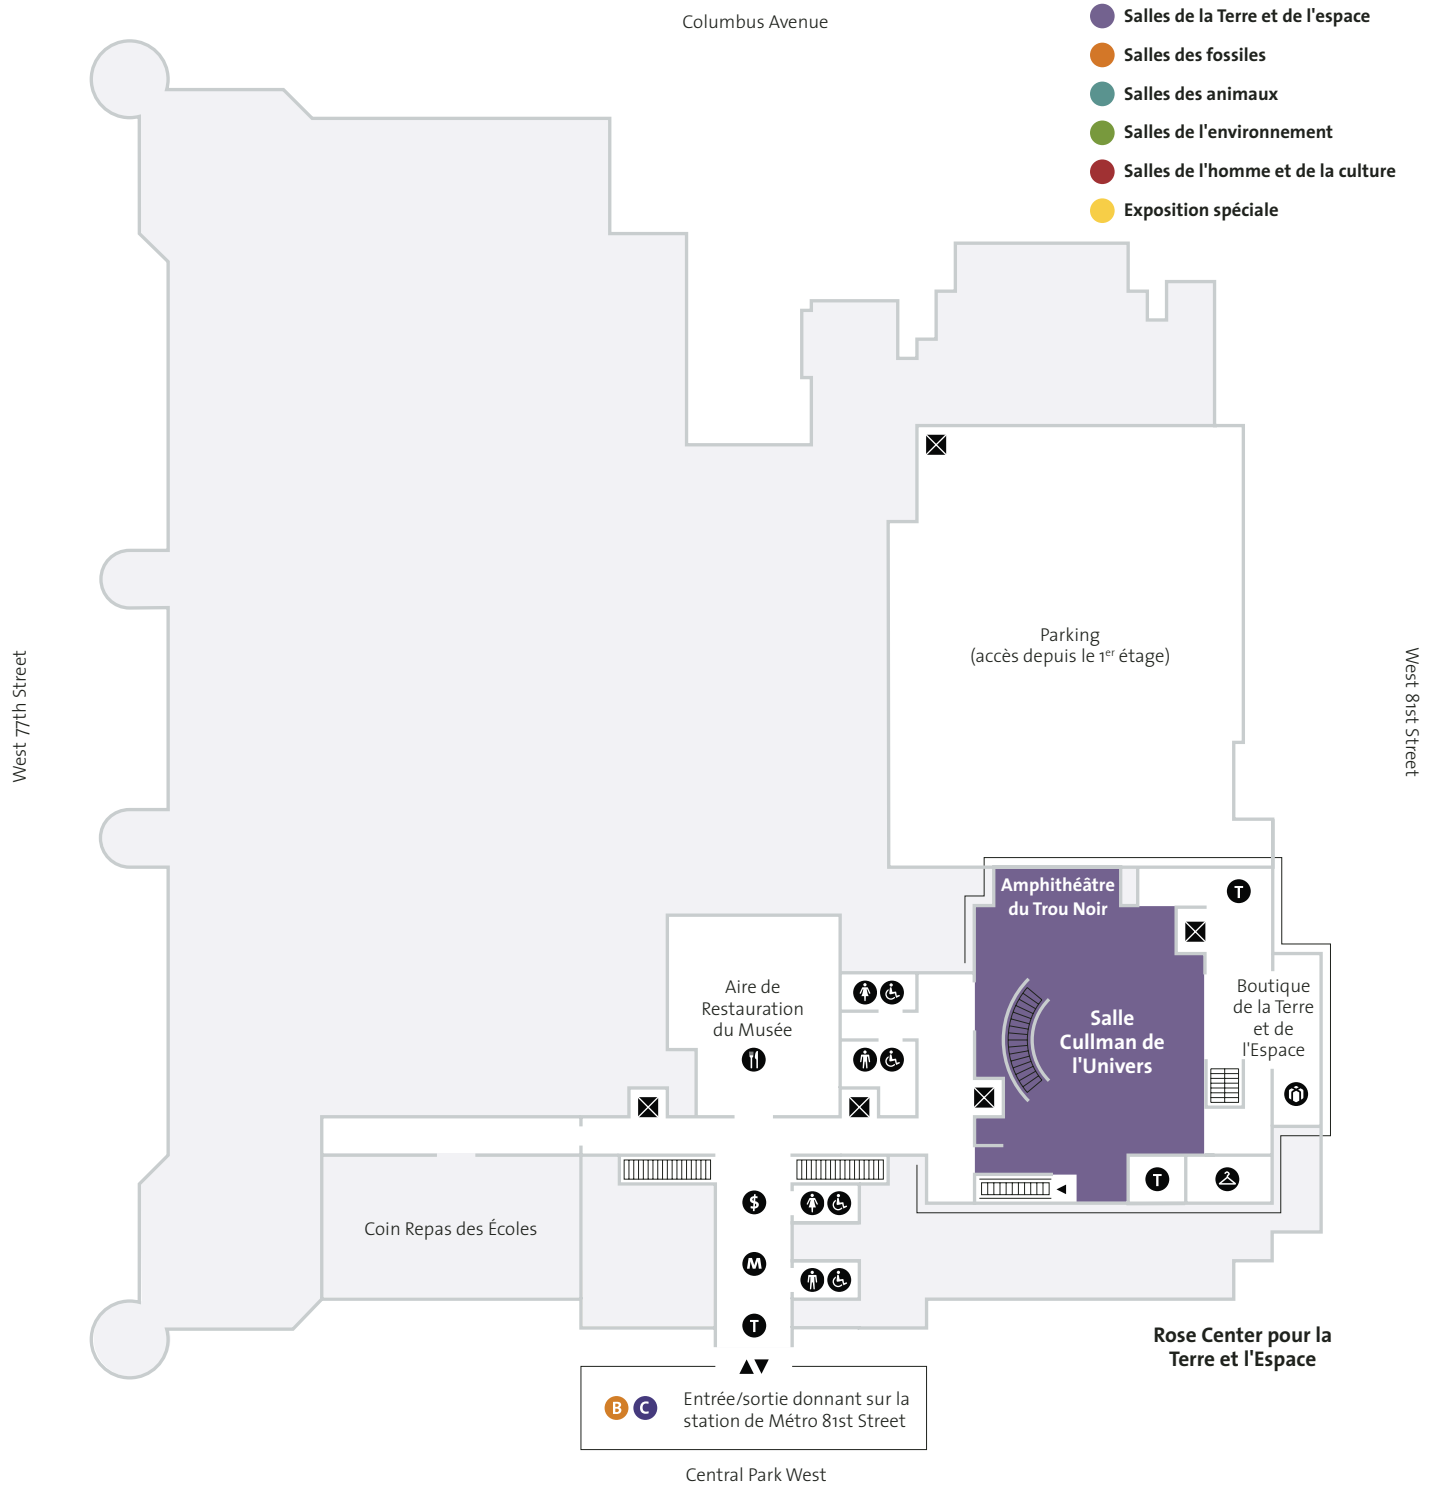 Columbus Avenue
Salles de la Terre et de l'espace
Salles des fossiles
Salles des animaux
Salles de l'environnement
Salles de l'homme et de la culture
Exposition spéciale
West 77th Street
Parking
(accès depuis le 1er étage)
West 81st Street
Amphithéâtre
du Trou Noir
T
Aire de
Restauration
du Musée
Salle
Cullman de
l'Univers
Boutique
de la Terre
et de
l'Espace
Coin Repas des Écoles
$
M
T
T
Rose Center pour la
Terre et l'Espace
B C
Entrée/sortie donnant sur la
station de Métro 81st Street
Central Park West